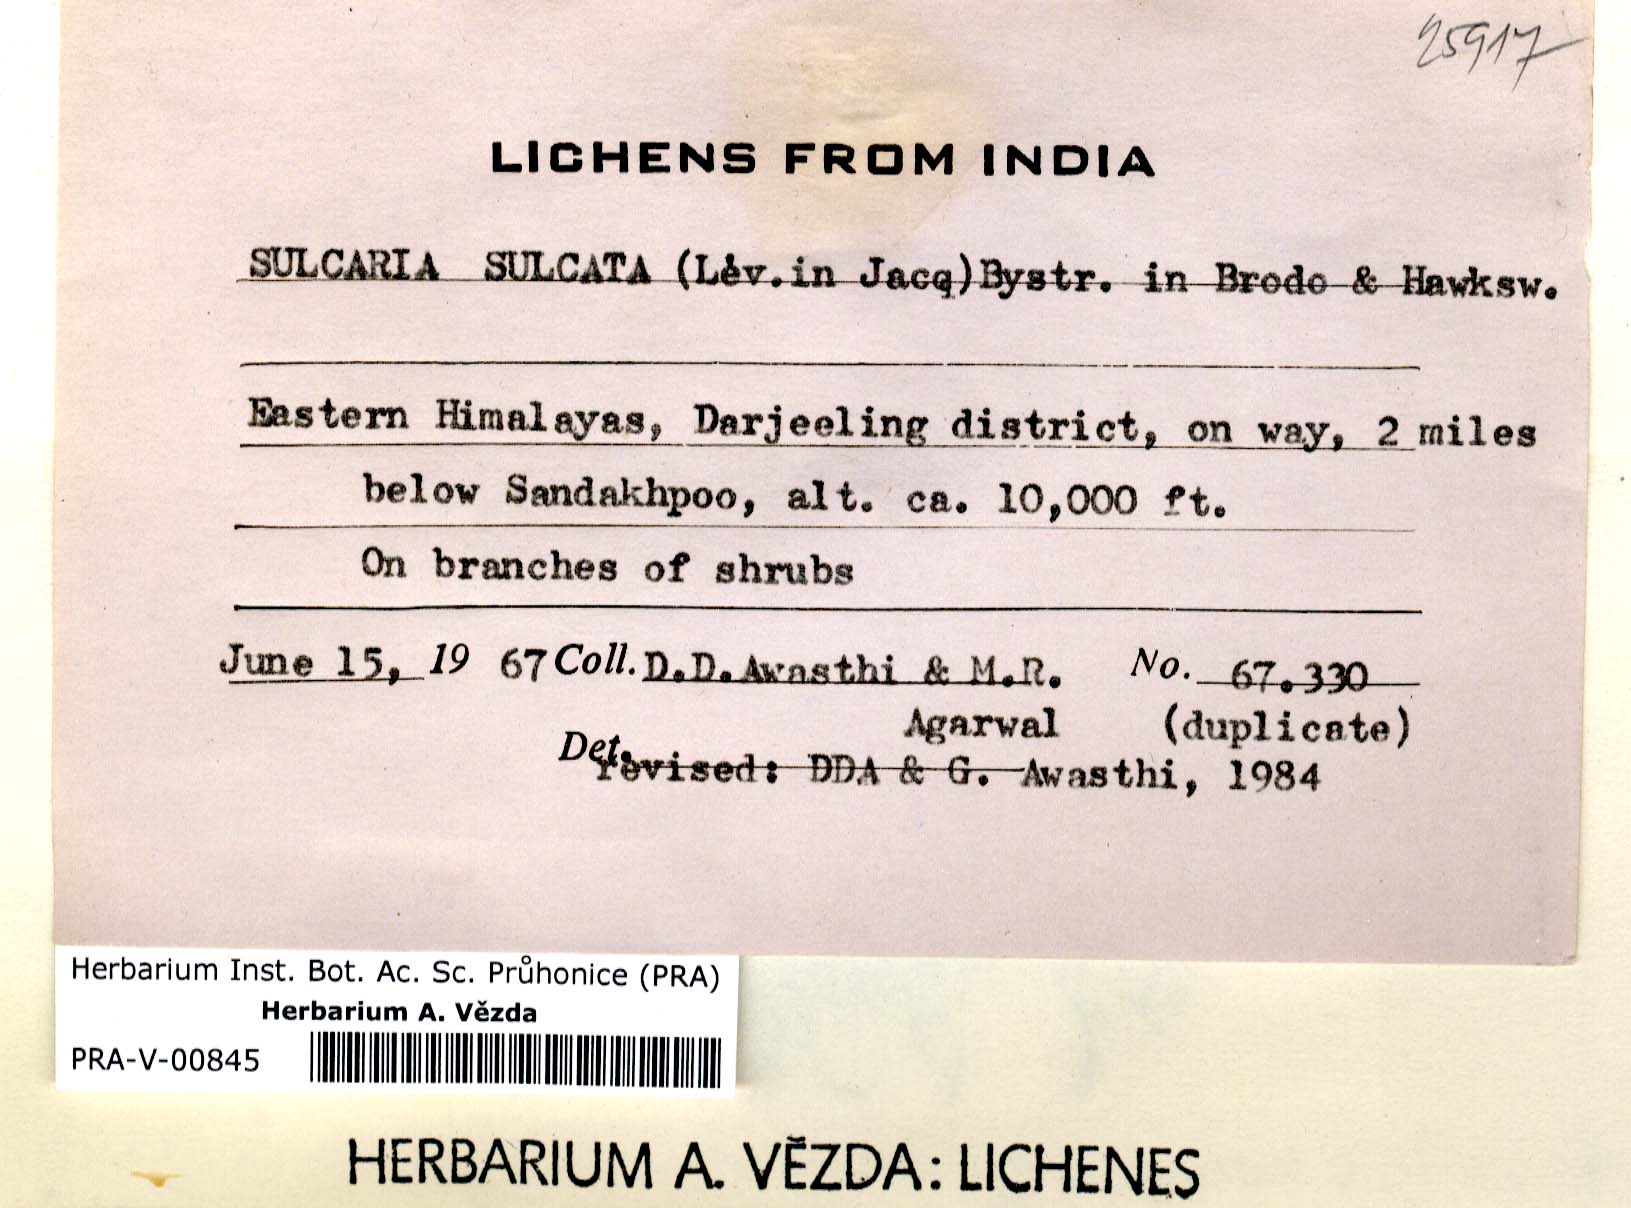 25917
LICHENS FROM INDIA
SULCARIA SULCATA (Lév.in Jacq)Bystr. in Brodo & Hawksw.
Eastern Himalayas, Darjeeling district, on way, 2 miles
below Sandakhpoo, alt. ca. 10,000 ft.
On branches of shrubs
June 15, 19 67 Coll. D.D.Awasthi & M.R. No. 67.330
Agarwal (duplicate)
Det.
revised: DDA & G. Awasthi, 1984
Herbarium Inst. Bot. Ac. Sc. Průhonice (PRA)
Herbarium A. Vězda
PRA-V-00845
HERBARIUM A. VĚZDA: LICHENES